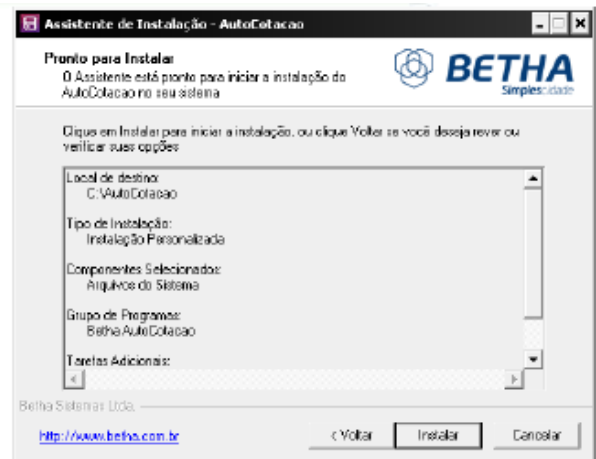 Assistente de Instalação - AutoCotacao
Pronto para Instalar
O Assistente está pronto para iniciar a instalação do
AutoCotacao no seu sistema
BETHA
Simplescidade
Clique em Instalar para iniciar a instalação, ou clique Voltar se você deseja rever ou
verificar suas opções
Local de destino:
C:\AutoCotacao
Tipo de Instalação:
Instalação Personalizada
Componentes Selecionados:
Arquivos do Sistema
Grupo de Programas:
Betha AutoCotacao
Tarefas Adicionais:
Betha Sistemas Ltda.
http://www.betha.com.br
< Voltar
Instalar
Cancelar